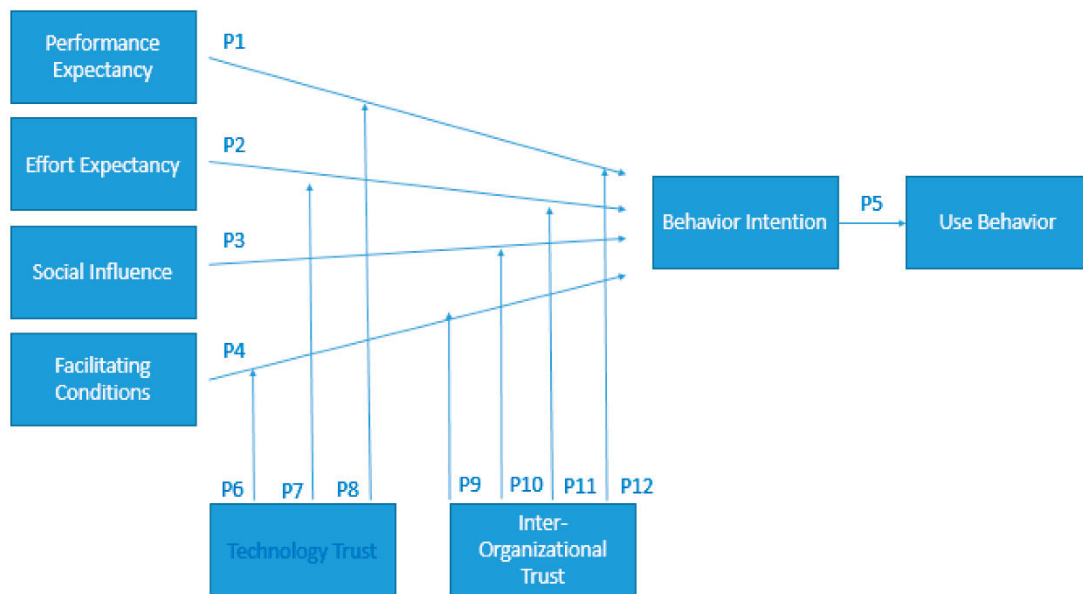 Performance
Expectancy
P1
Effort Expectancy
P2
Social Influence
P3
Facilitating
Conditions
P4
Behavior Intention
P5
Use Behavior
P6
P7
P8
P9
P10
P11
P12
Technology Trust
Inter-
Organizational
Trust